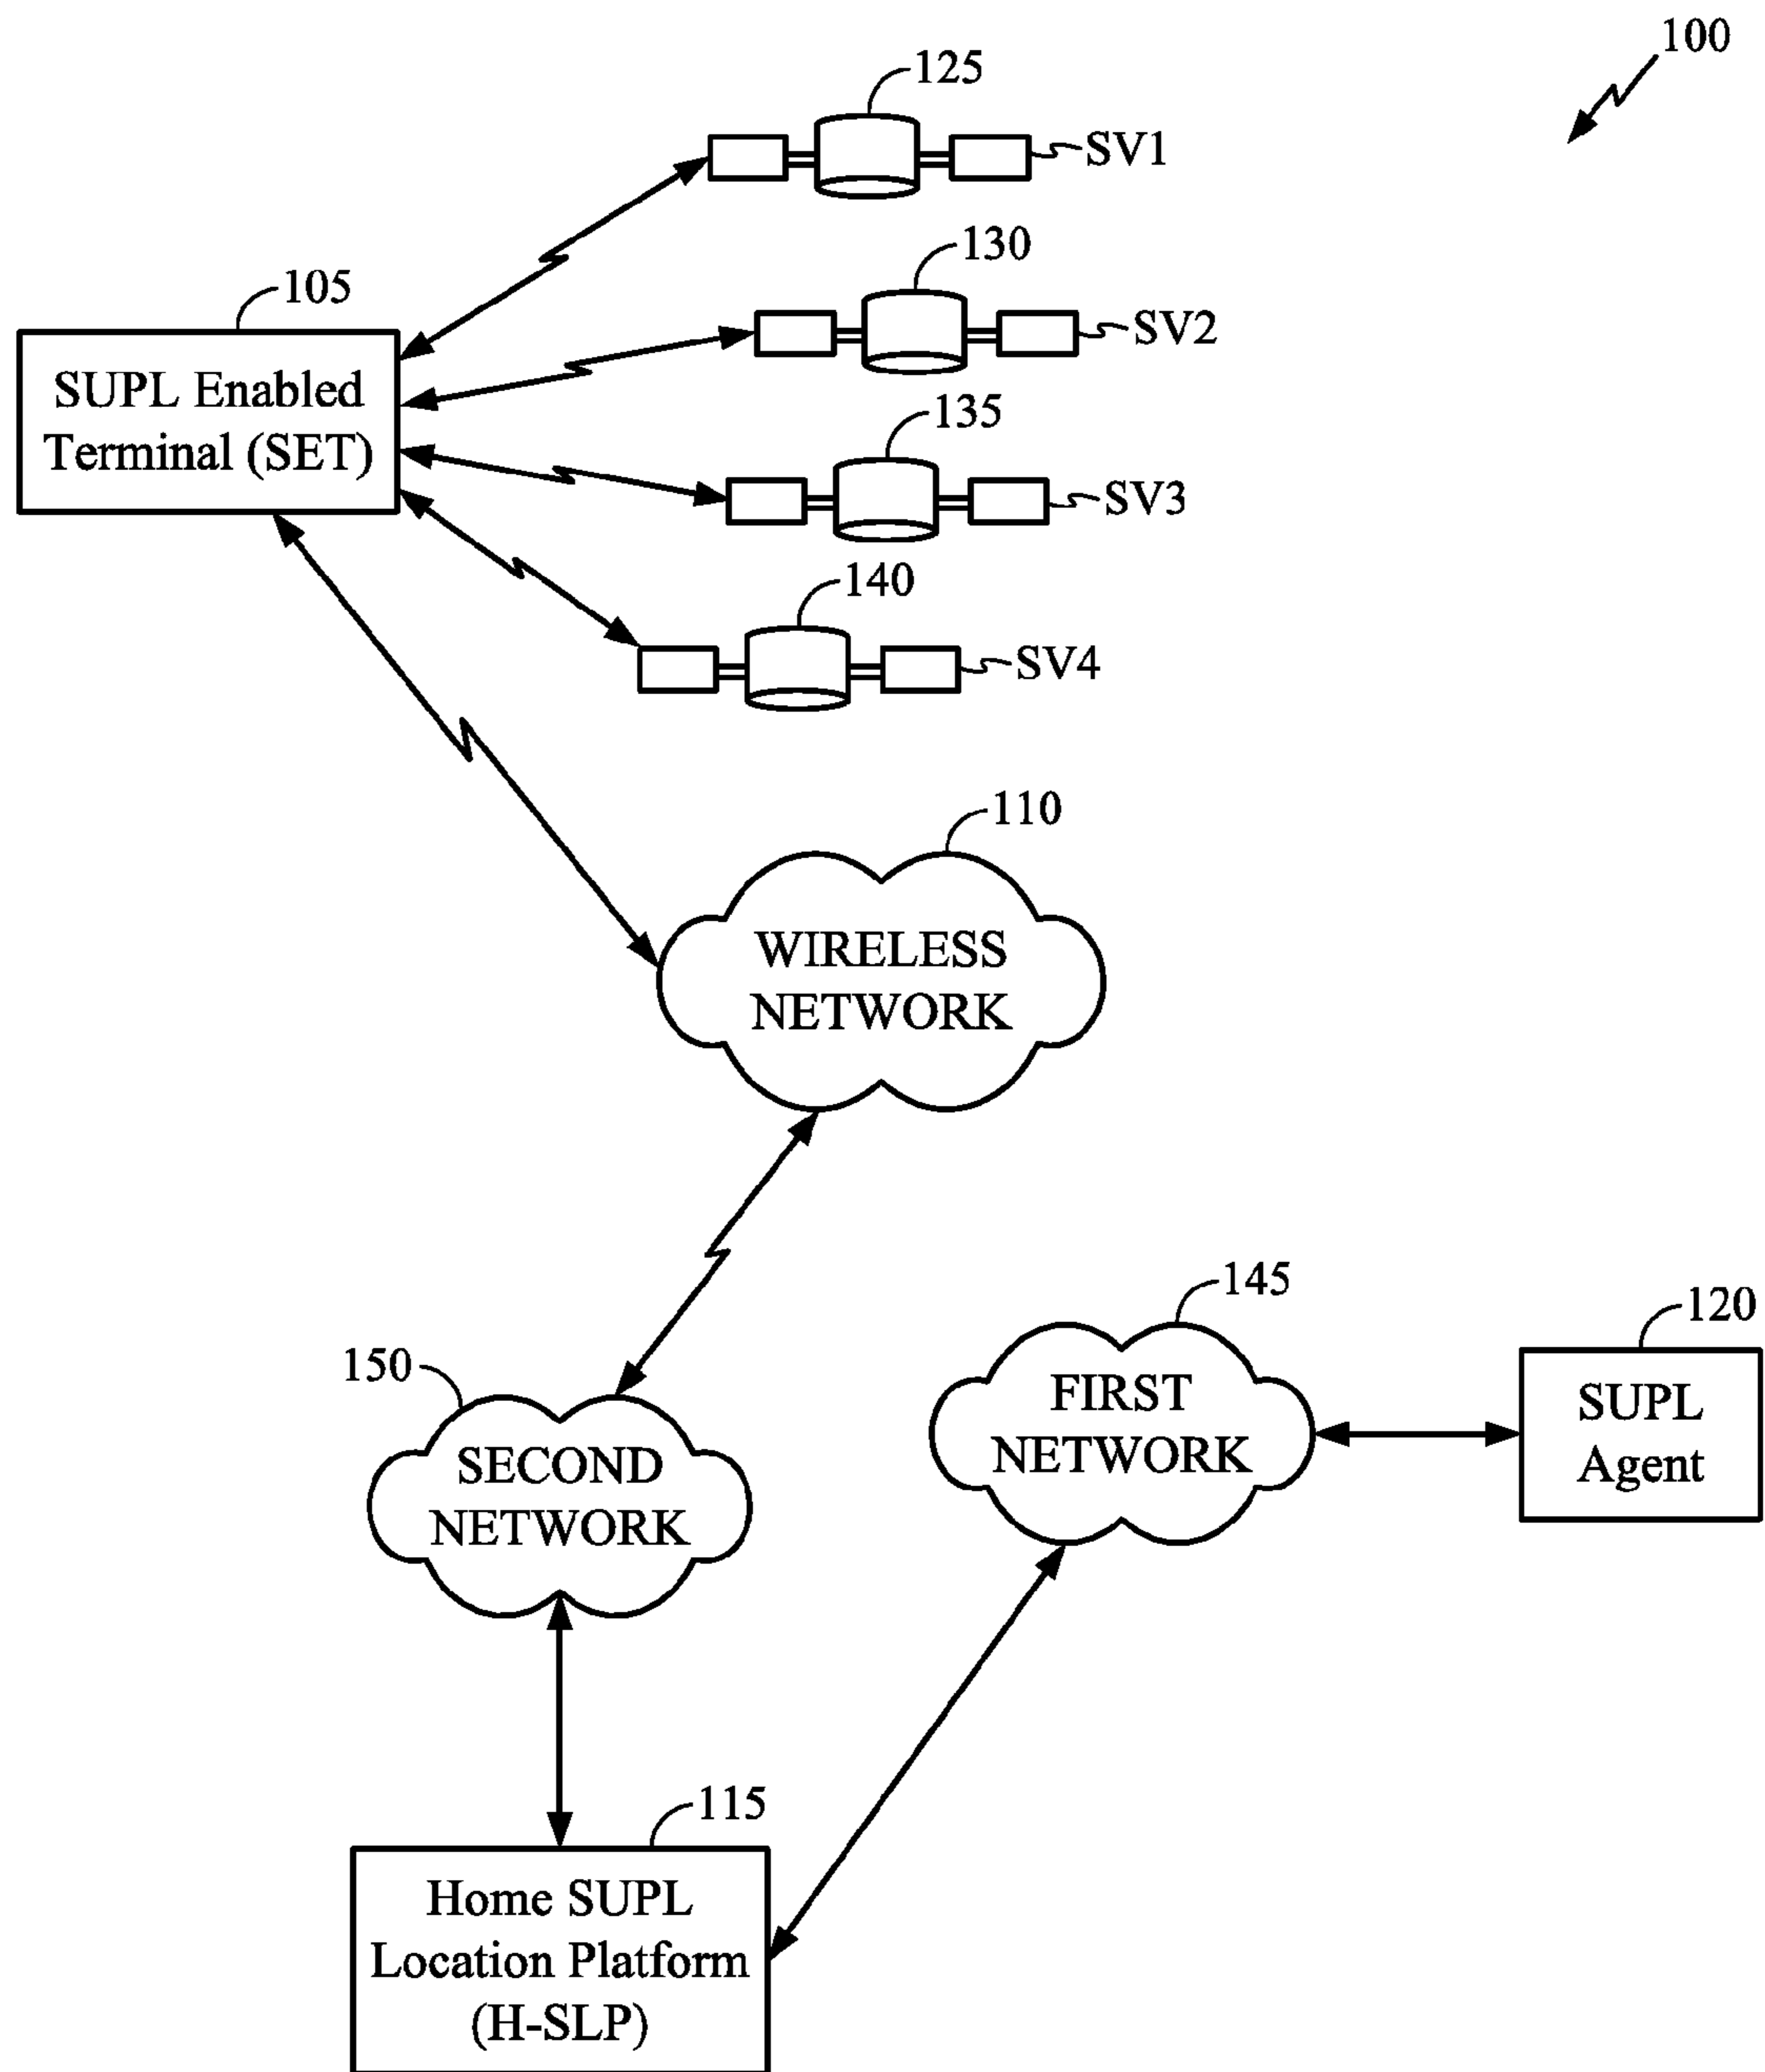 100
125
SV1
130
SV2
105
SUPL Enabled
Terminal (SET)
135
SV3
140
SV4
110
WIRELESS
NETWORK
145
FIRST
NETWORK
120
SUPL
Agent
150
SECOND
NETWORK
115
Home SUPL
Location Platform
(H-SLP)